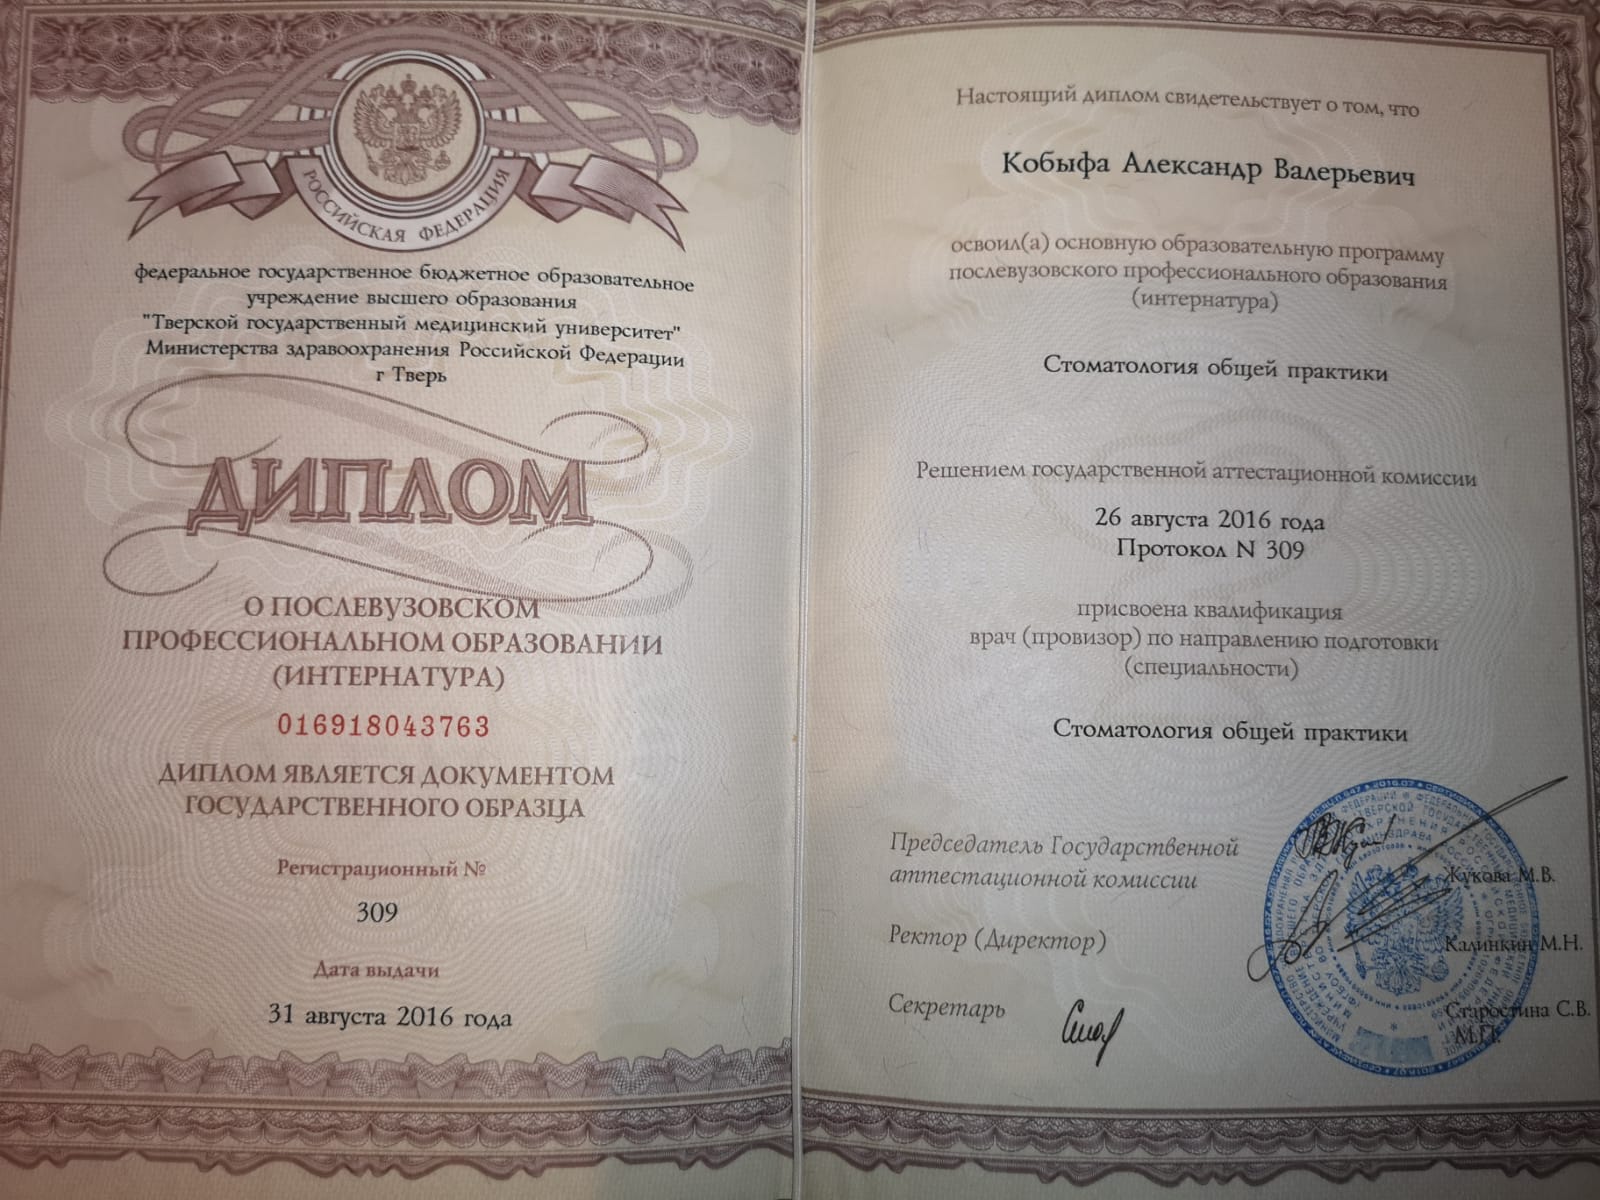 РОССИЙСКАЯ ФЕДЕРАЦИЯ
федеральное государственное бюджетное образовательное
учреждение высшего образования
"Тверской государственный медицинский университет"
Министерства здравоохранения Российской Федерации
г Тверь
ДИПЛОМ
О ПОСЛЕВУЗОВСКОМ
ПРОФЕССИОНАЛЬНОМ ОБРАЗОВАНИИ
(ИНТЕРНАТУРА)
016918043763
ДИПЛОМ ЯВЛЯЕТСЯ ДОКУМЕНТОМ
ГОСУДАРСТВЕННОГО ОБРАЗЦА
Регистрационный №
309
Дата выдачи
31 августа 2016 года
Настоящий диплом свидетельствует о том, что
Кобыфа Александр Валерьевич
освоил(а) основную образовательную программу
послевузовского профессионального образования
(интернатура)
Стоматология общей практики
Решением государственной аттестационной комиссии
26 августа 2016 года
Протокол N 309
присвоена квалификация
врач (провизор) по направлению подготовки
(специальности)
Стоматология общей практики
Председатель Государственной
аттестационной комиссии
Жукова М.В.
Ректор (Директор)
Калинкин М.Н.
Секретарь
Старостина С.В.
М.П.